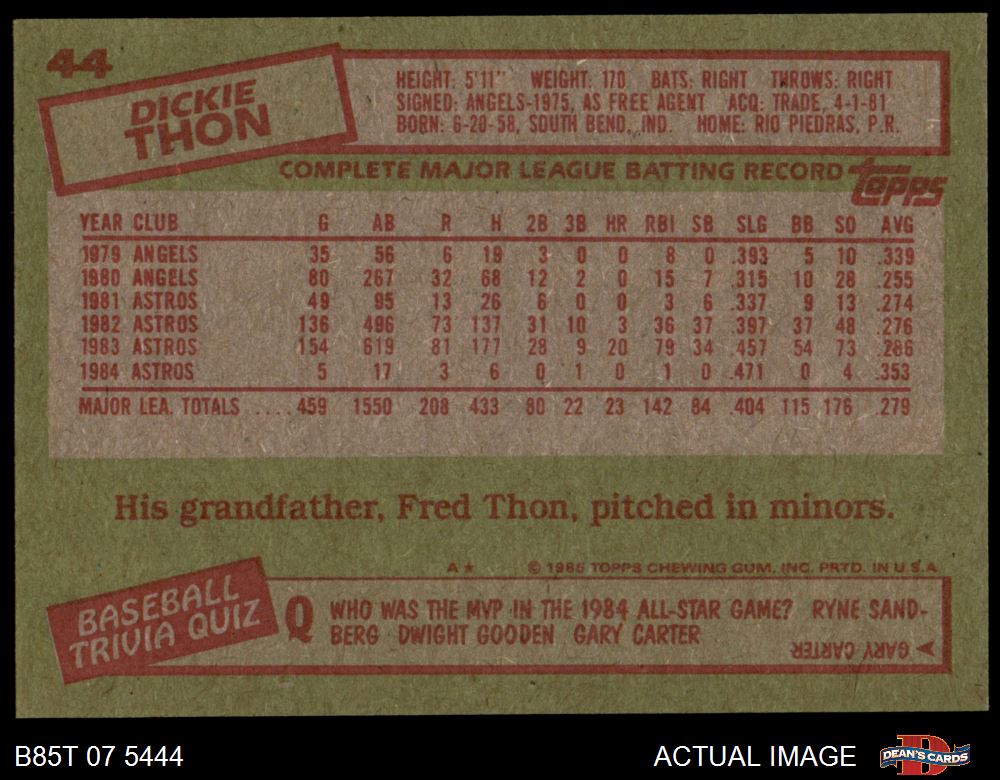 44
DICKIE
THON
HEIGHT: 5'11" WEIGHT: 170 BATS: RIGHT THROWS: RIGHT
SIGNED: ANGELS-1975, AS FREE AGENT ACQ: TRADE, 4-1-81
BORN: 6-20-58, SOUTH BEND, IND. HOME: RIO PIEDRAS, P.R.
COMPLETE MAJOR LEAGUE BATTING RECORD topps
YEAR CLUB G AB R H 2B 3B HR RBI SB SLG BB SO AVG
1979 ANGELS 35 56 6 19 3 0 0 8 0 .393 5 10 .339
1980 ANGELS 80 267 32 68 12 2 0 15 7 .315 10 28 .255
1981 ASTROS 49 95 13 26 6 0 0 3 6 .337 9 13 .274
1982 ASTROS 136 496 73 137 31 10 3 36 37 .397 37 48 .276
1983 ASTROS 154 619 81 177 28 9 20 79 34 .457 54 73 .286
1984 ASTROS 5 17 3 6 0 1 0 1 0 .471 0 4 .353
MAJOR LEA. TOTALS .... 459 1550 208 433 80 22 23 142 84 .404 115 176 .279
His grandfather, Fred Thon, pitched in minors.
A★ © 1985 TOPPS CHEWING GUM, INC. PRTD. IN U.S.A.
BASEBALL
TRIVIA QUIZ
Q WHO WAS THE MVP IN THE 1984 ALL-STAR GAME? RYNE SAND-
BERG DWIGHT GOODEN GARY CARTER
GARY CARTER
B85T 07 5444 ACTUAL IMAGE DEAN'S CARDS